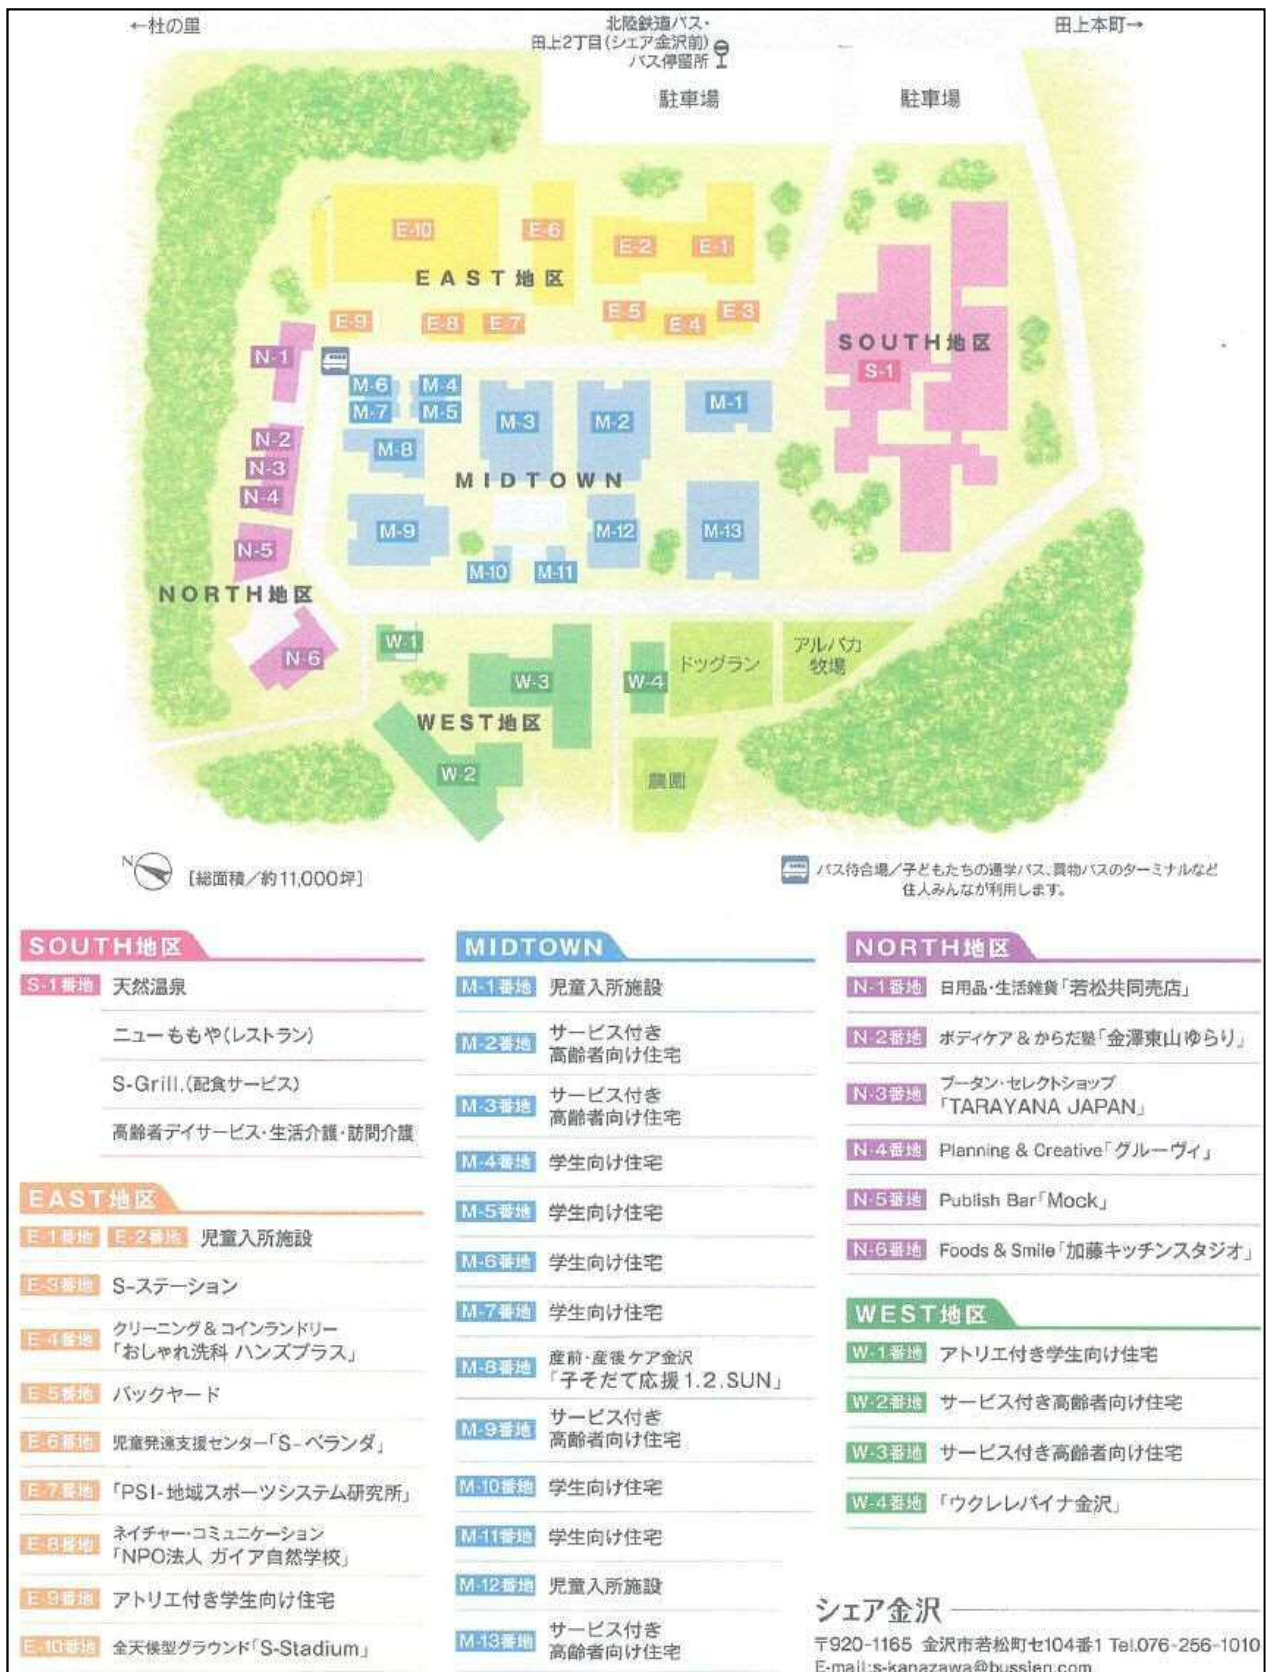 ←杜の里
北陸鉄道バス・
田上2丁目(シェア金沢前)
バス停留所
田上本町→
駐車場
駐車場
E-10
E-6
E-2
E-1
EAST地区
E-9
E-8
E-7
E-5
E-4
E-3
SOUTH地区
S-1
N-1
M-6
M-4
M-7
M-5
M-3
M-2
M-1
N-2
M-8
N-3
N-4
MIDTOWN
M-9
M-12
M-13
N-5
M-10
M-11
NORTH地区
N-6
W-1
W-3
W-4
ドッグラン
アルパカ
牧場
WEST地区
W-2
農園
N
[総面積/約11,000坪]
バス待合場/子どもたちの通学バス、買物バスのターミナルなど
住人みんなが利用します。
SOUTH地区
S-1番地 天然温泉
ニューももや(レストラン)
S-Grill.(配食サービス)
高齢者デイサービス・生活介護・訪問介護
EAST地区
E-1番地 E-2番地 児童入所施設
E-3番地 S-ステーション
E-4番地 クリーニング&コインランドリー
「おしゃれ洗科 ハンズプラス」
E-5番地 バックヤード
E-6番地 児童発達支援センター「S-ベランダ」
E-7番地 「PSI-地域スポーツシステム研究所」
E-8番地 ネイチャー・コミュニケーション
「NPO法人 ガイア自然学校」
E-9番地 アトリエ付き学生向け住宅
E-10番地 全天候型グラウンド「S-Stadium」
MIDTOWN
M-1番地 児童入所施設
M-2番地 サービス付き
高齢者向け住宅
M-3番地 サービス付き
高齢者向け住宅
M-4番地 学生向け住宅
M-5番地 学生向け住宅
M-6番地 学生向け住宅
M-7番地 学生向け住宅
M-8番地 産前・産後ケア金沢
「子そだて応援1.2.SUN」
M-9番地 サービス付き
高齢者向け住宅
M-10番地 学生向け住宅
M-11番地 学生向け住宅
M-12番地 児童入所施設
M-13番地 サービス付き
高齢者向け住宅
NORTH地区
N-1番地 日用品・生活雑貨「若松共同売店」
N-2番地 ボディケア&からだ塾「金澤東山ゆらり」
N-3番地 ブータン・セレクトショップ
「TARAYANA JAPAN」
N-4番地 Planning & Creative「グルーヴィ」
N-5番地 Publish Bar「Mock」
N-6番地 Foods & Smile「加藤キッチンスタジオ」
WEST地区
W-1番地 アトリエ付き学生向け住宅
W-2番地 サービス付き高齢者向け住宅
W-3番地 サービス付き高齢者向け住宅
W-4番地 「ウクレレパイナ金沢」
シェア金沢
〒920-1165 金沢市若松町セ104番1 Tel.076-256-1010
E-mail:s-kanazawa@bussien.com